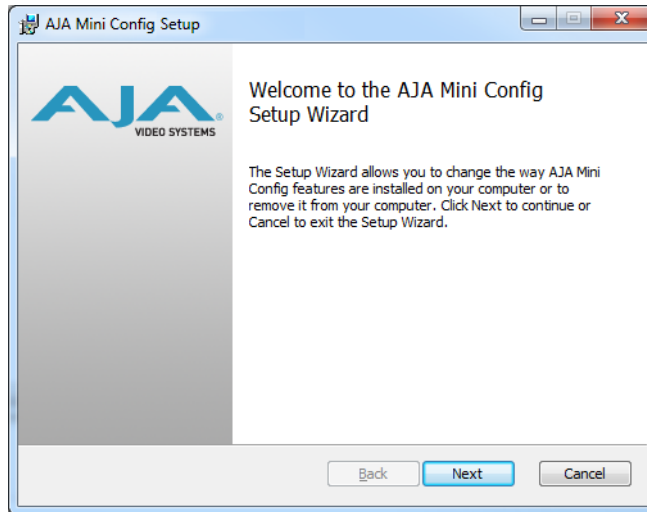 AJA Mini Config Setup
AJA®
VIDEO SYSTEMS
Welcome to the AJA Mini Config
Setup Wizard
The Setup Wizard allows you to change the way AJA Mini
Config features are installed on your computer or to
remove it from your computer. Click Next to continue or
Cancel to exit the Setup Wizard.
Back
Next
Cancel